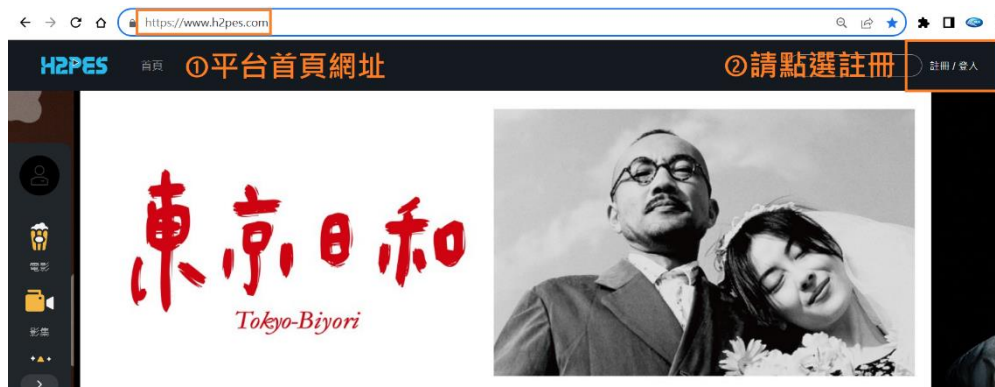 https://www.h2pes.com
H2PES
首頁
①平台首頁網址
②請點選註冊
註冊 / 登入
東京日和
Tokyo-Biyori
電影
影集